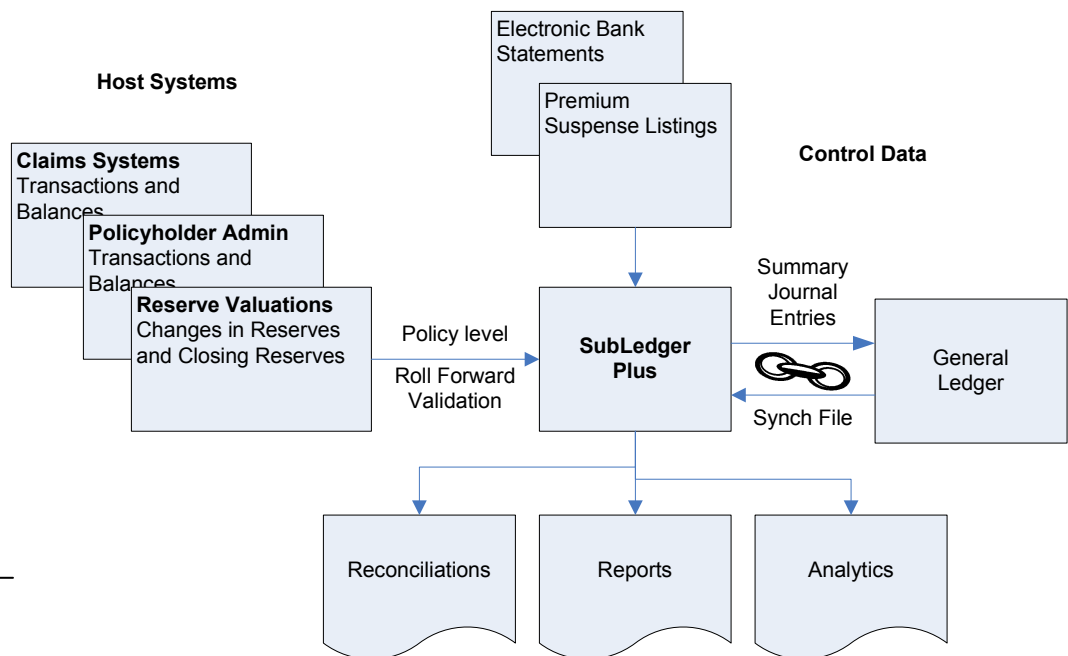 Electronic Bank
Statements
Host Systems
Premium
Suspense Listings
Control Data
Claims Systems
Transactions and
Balances
Policyholder Admin
Transactions and
Balances
Reserve Valuations
Changes in Reserves
and Closing Reserves
Policy level
Roll Forward
Validation
SubLedger
Plus
Summary
Journal
Entries
Synch File
General
Ledger
Reconciliations
Reports
Analytics